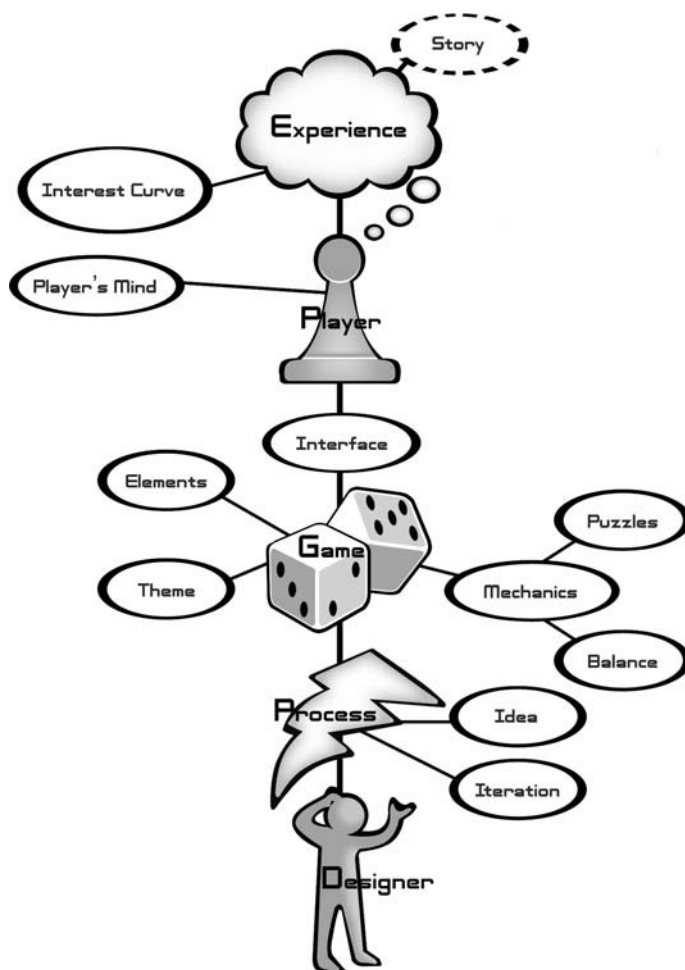 Story
Experience
Interest Curve
Player's Mind
Player
Interface
Elements
Game
Puzzles
Theme
Mechanics
Balance
Process
Idea
Iteration
Designer